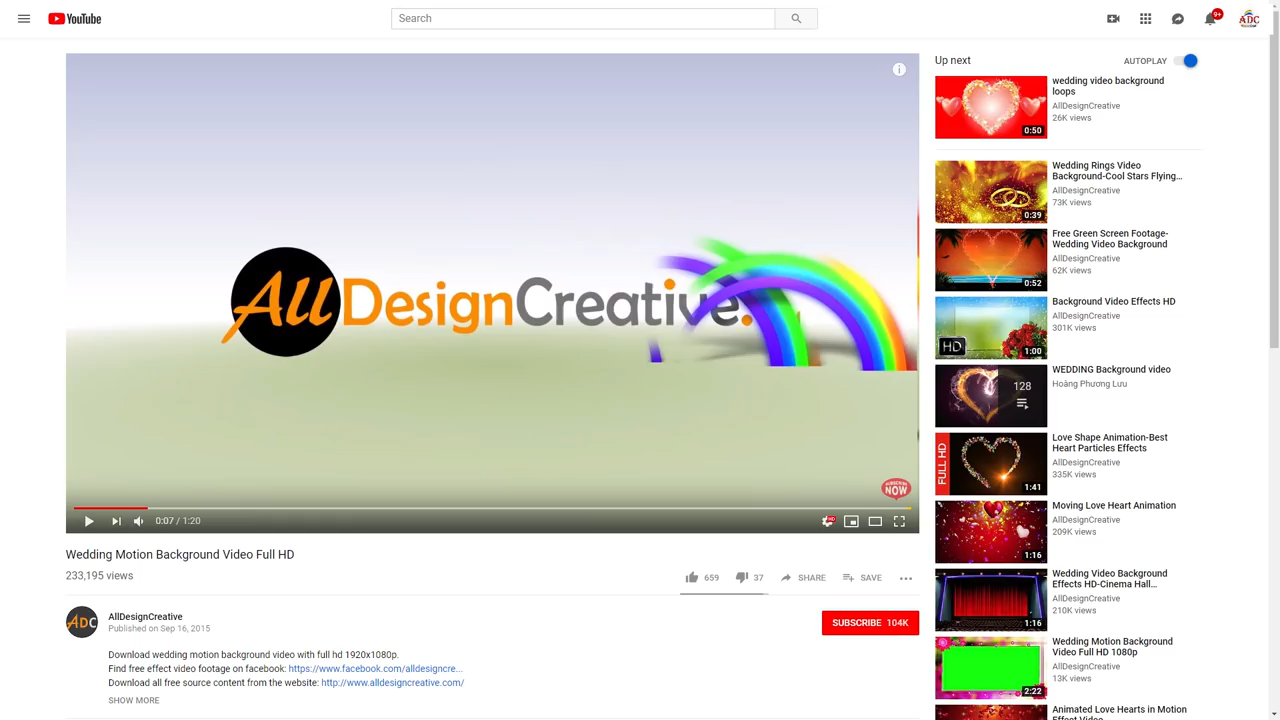 YouTube
Search
9+
ADC
AllDesignCreative.
SUBSCRIBE
NOW
0:07 / 1:20
HD
Wedding Motion Background Video Full HD
233,195 views
659
37
SHARE
SAVE
ADC
AllDesignCreative
Published on Sep 16, 2015
SUBSCRIBE 104K
Download wedding motion background video with full hd 1920x1080p.
Find free effect video footage on facebook: https://www.facebook.com/alldesigncre...
Download all free source content from the website: http://www.alldesigncreative.com/
SHOW MORE
Up next
AUTOPLAY
0:50
wedding video background
loops
AllDesignCreative
26K views
0:39
Wedding Rings Video
Background-Cool Stars Flying...
AllDesignCreative
73K views
0:52
Free Green Screen Footage-
Wedding Video Background
AllDesignCreative
62K views
HD
1:00
Background Video Effects HD
AllDesignCreative
301K views
128
WEDDING Background video
Hoàng Phương Lưu
FULL HD
1:41
Love Shape Animation-Best
Heart Particles Effects
AllDesignCreative
335K views
1:16
Moving Love Heart Animation
AllDesignCreative
209K views
1:16
Wedding Video Background
Effects HD-Cinema Hall...
AllDesignCreative
210K views
2:22
Wedding Motion Background
Video Full HD 1080p
AllDesignCreative
13K views
Animated Love Hearts in Motion
Effect Video